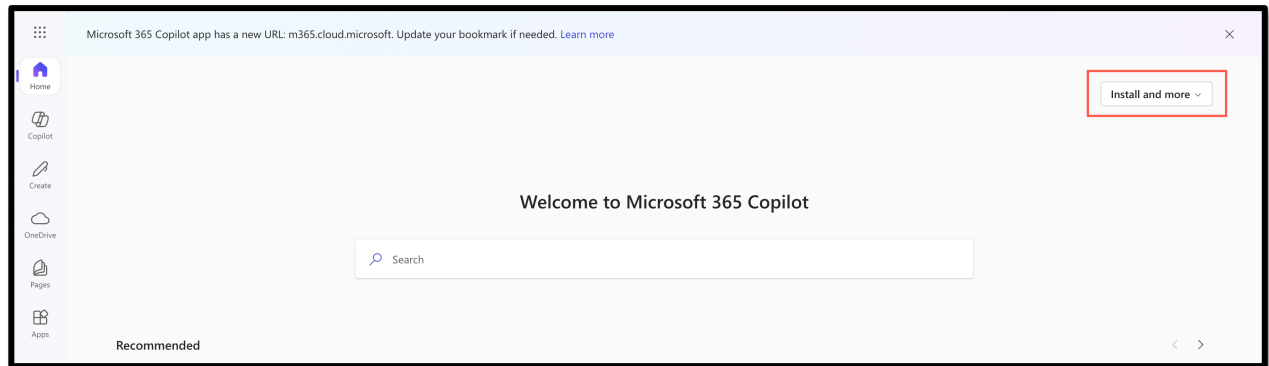 Microsoft 365 Copilot app has a new URL: m365.cloud.microsoft. Update your bookmark if needed. Learn more
Home
Install and more
Copilot
Create
Welcome to Microsoft 365 Copilot
OneDrive
Search
Pages
Apps
Recommended